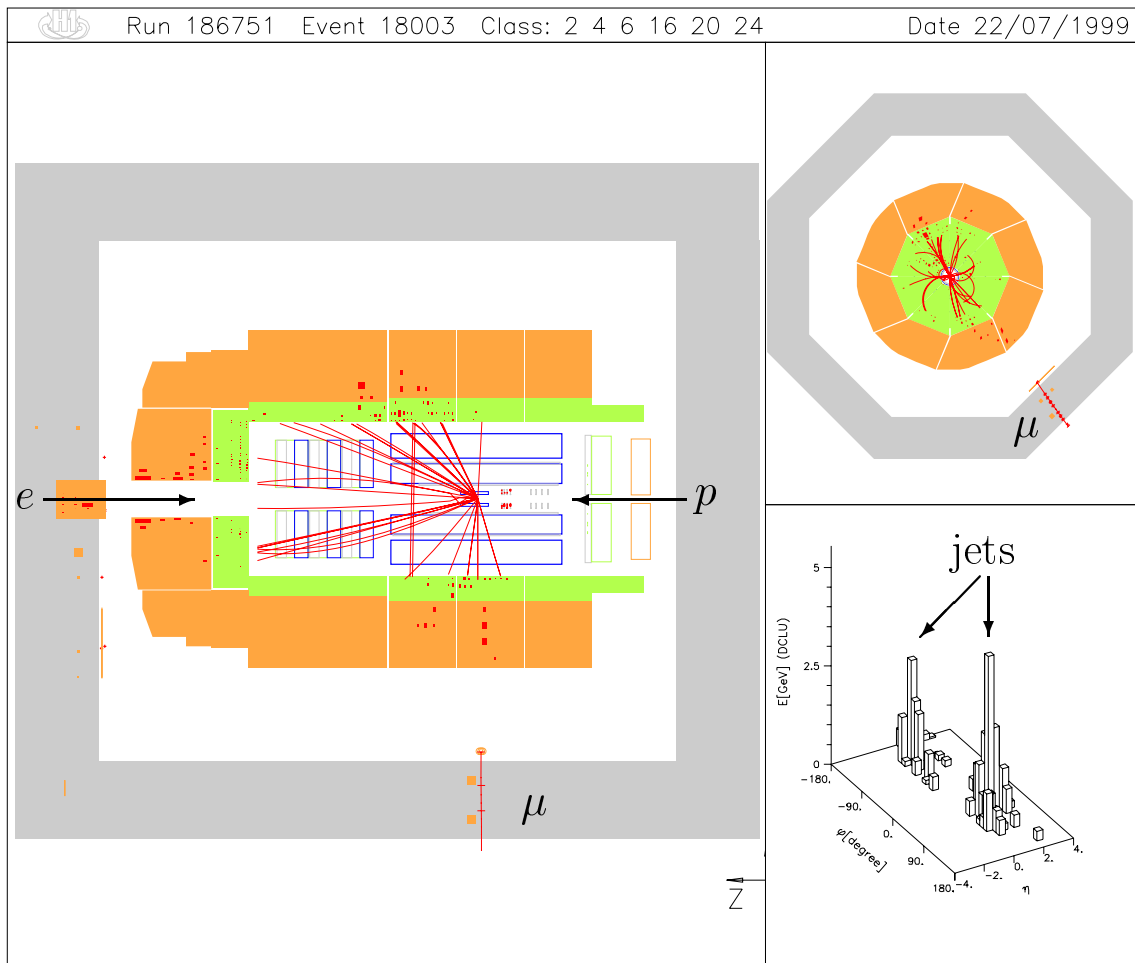 H1 Run 186751 Event 18003 Class: 2 4 6 16 20 24 Date 22/07/1999
e
p
μ
Z
μ
jets
E[GeV] (DCLU)
5
2.5
0
-180.
-90.
0.
90.
180.
φ[degree]
-4.
-2.
0.
2.
4.
η